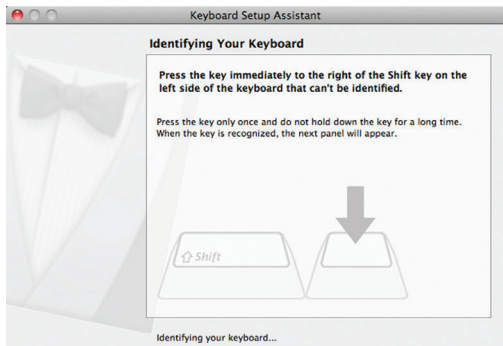 Keyboard Setup Assistant
Identifying Your Keyboard
Press the key immediately to the right of the Shift key on the
left side of the keyboard that can't be identified.
Press the key only once and do not hold down the key for a long time.
When the key is recognized, the next panel will appear.
⇧ Shift
Identifying your keyboard...